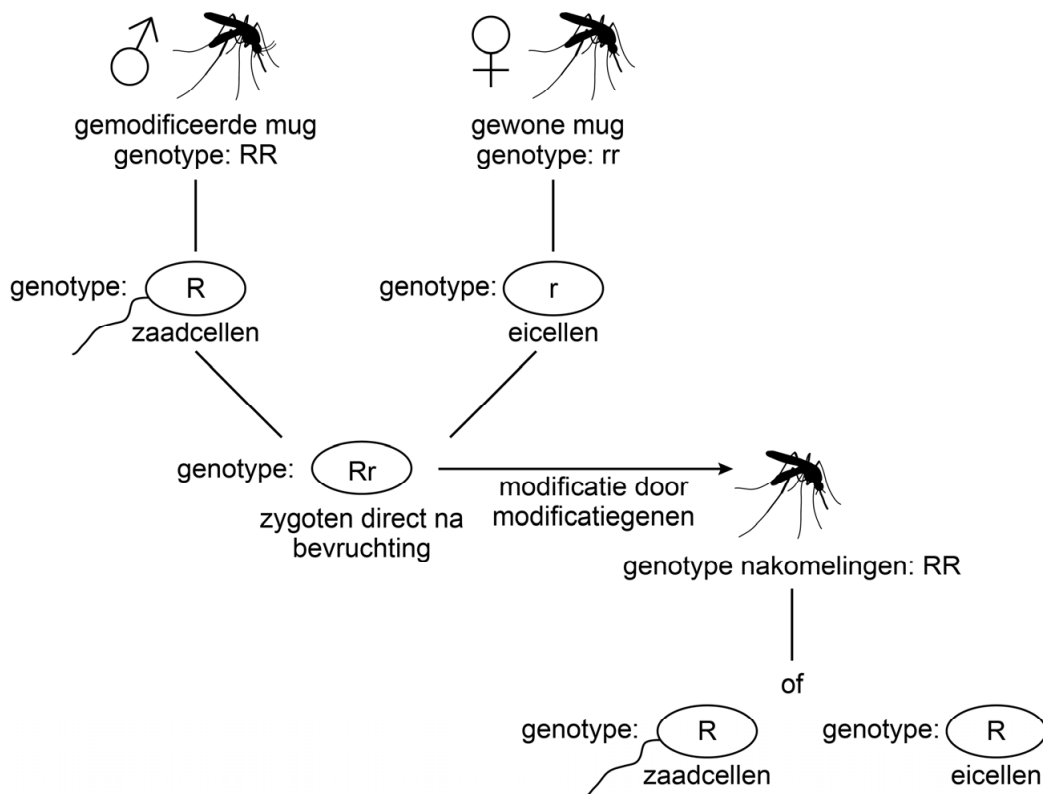 gemodificeerde mug
genotype: RR
gewone mug
genotype: rr
genotype: R
zaadcellen
genotype: r
eicellen
genotype: Rr
zygoten direct na
bevruchting
modificatie door
modificatiegenen
genotype nakomelingen: RR
of
genotype: R
zaadcellen
genotype: R
eicellen